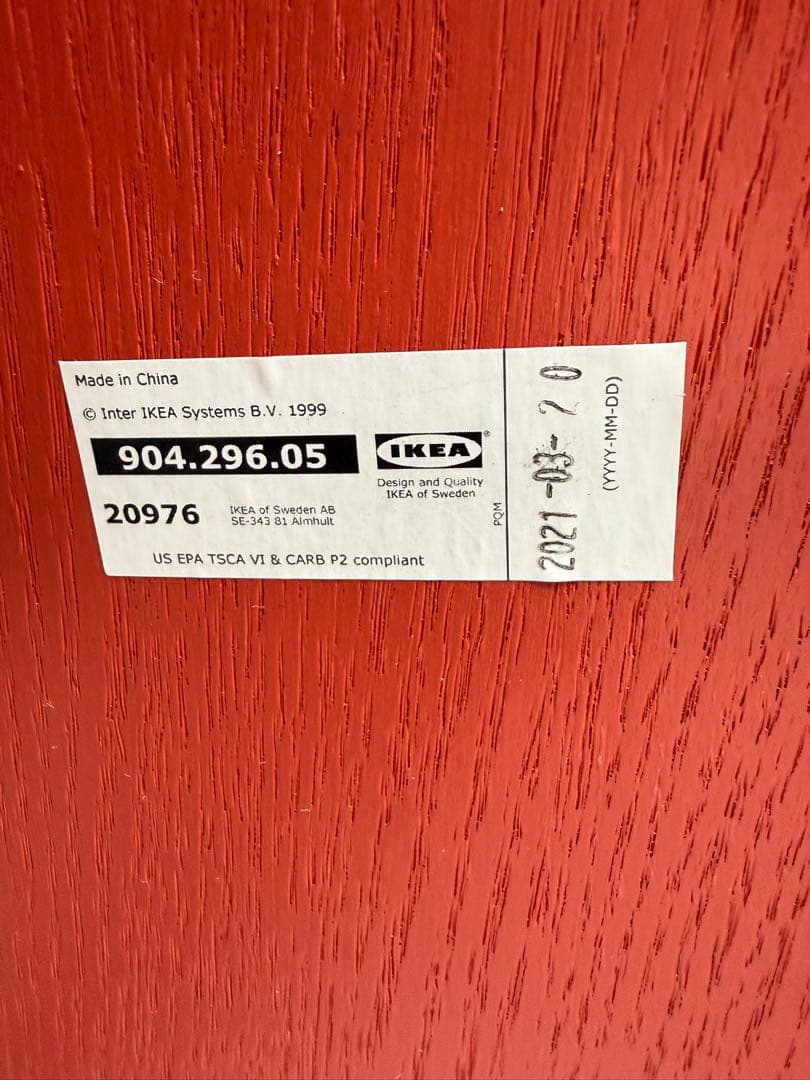 Made in China
© Inter IKEA Systems B.V. 1999
904.296.05
IKEA®
Design and Quality
IKEA of Sweden
20976
IKEA of Sweden AB
SE-343 81 Älmhult
PQM
US EPA TSCA VI & CARB P2 compliant
2021-03-20
(YYYY-MM-DD)